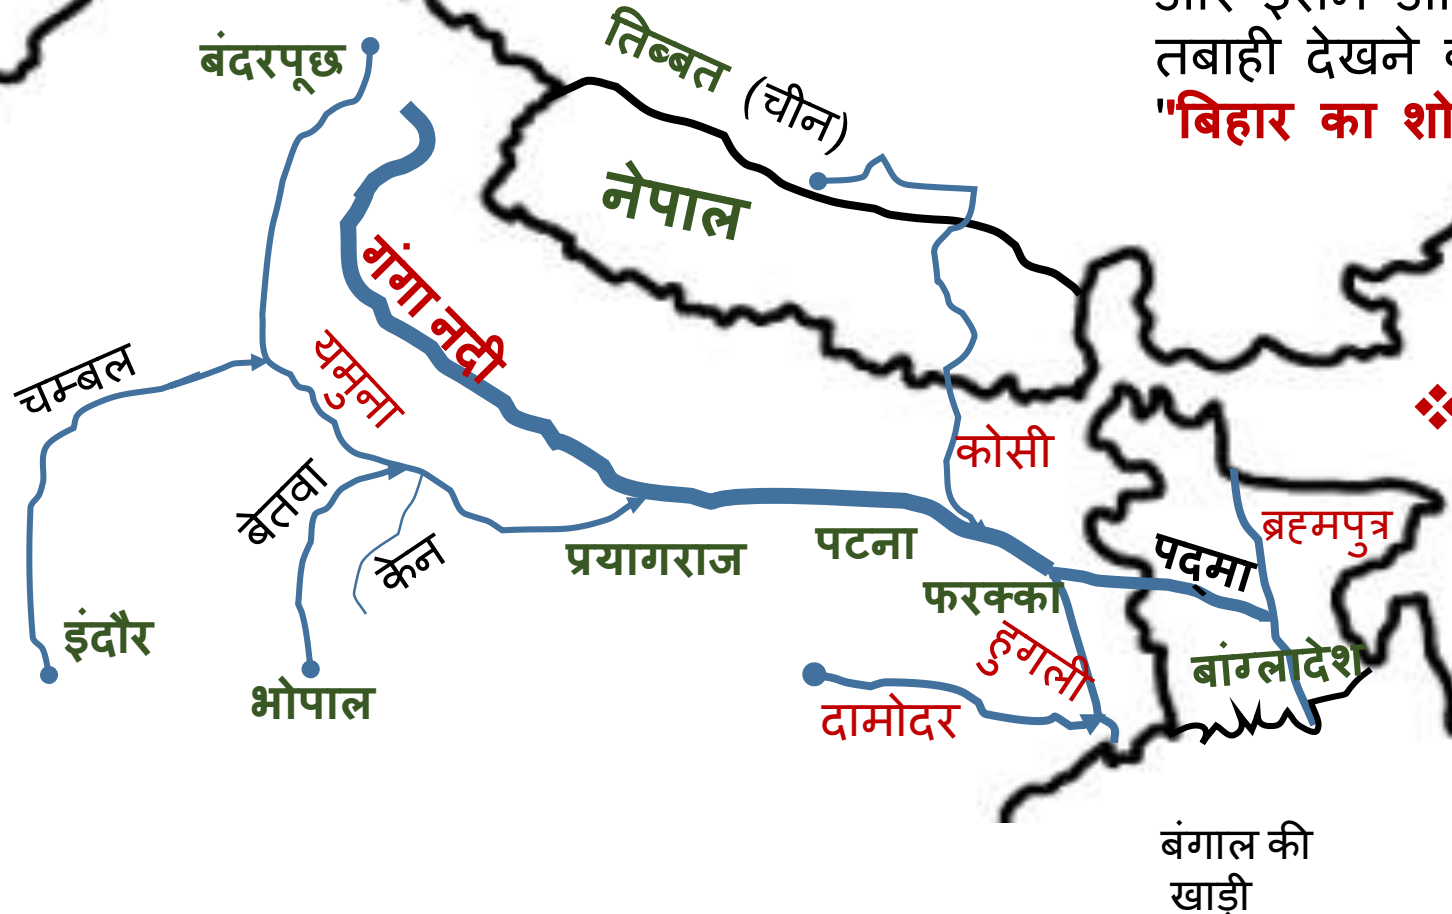 तबाही देखने
"बिहार का शो
बंदरपूछ
तिब्बत (चीन)
नेपाल
गंगा नदी
यमुना
चम्बल
बेतवा
केन
कोसी
ब्रह्मपुत्र
पद्मा
प्रयागराज
पटना
फरक्का
हुगली
इंदौर
भोपाल
दामोदर
बांग्लादेश
बंगाल की
खाड़ी